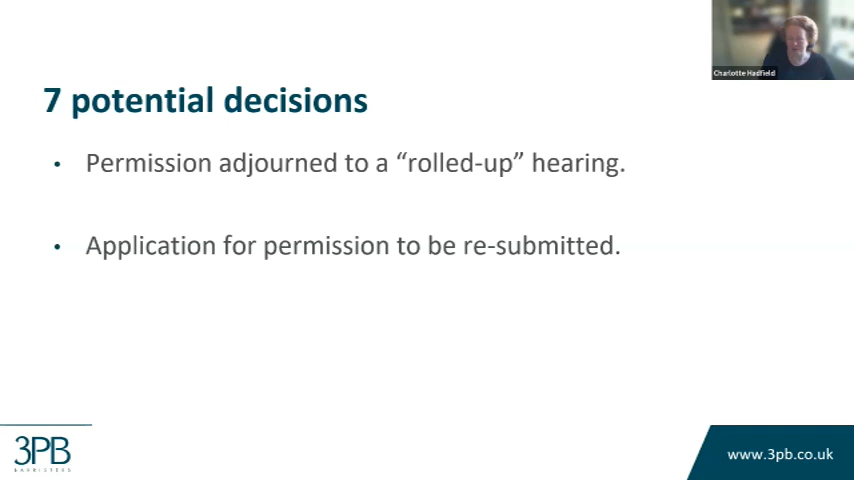 Charlotte Hadfield
7 potential decisions
• Permission adjourned to a “rolled-up” hearing.
• Application for permission to be re-submitted.
3PB
BARRISTERS
www.3pb.co.uk